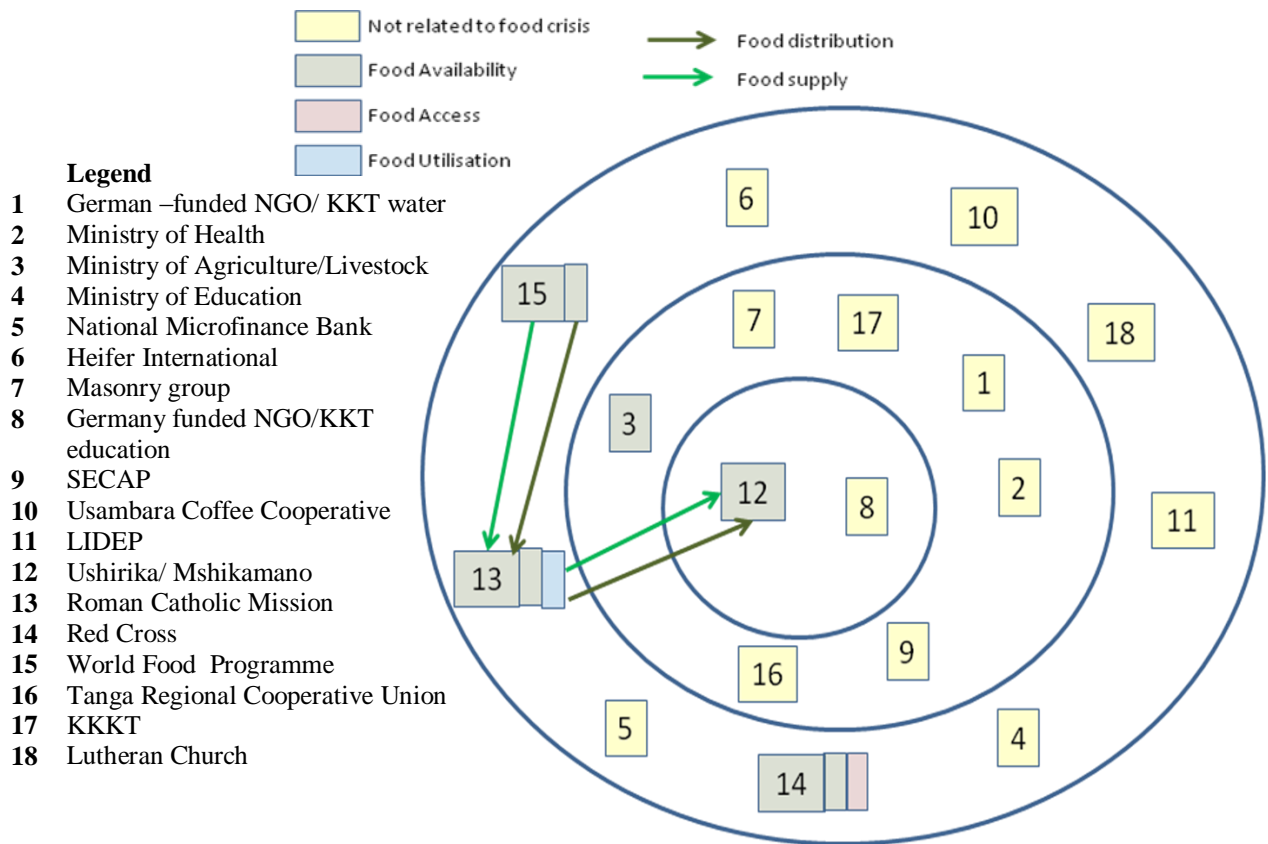 Not related to food crisis
Food distribution
Food Availability
Food supply
Food Access
Food Utilisation
Legend
1 German –funded NGO/ KKT water
2 Ministry of Health
3 Ministry of Agriculture/Livestock
4 Ministry of Education
5 National Microfinance Bank
6 Heifer International
7 Masonry group
8 Germany funded NGO/KKT
education
9 SECAP
10 Usambara Coffee Cooperative
11 LIDEP
12 Ushirika/ Mshikamano
13 Roman Catholic Mission
14 Red Cross
15 World Food Programme
16 Tanga Regional Cooperative Union
17 KKKT
18 Lutheran Church
6
10
15
7
17
18
1
3
12
8
2
11
13
9
16
5
4
14